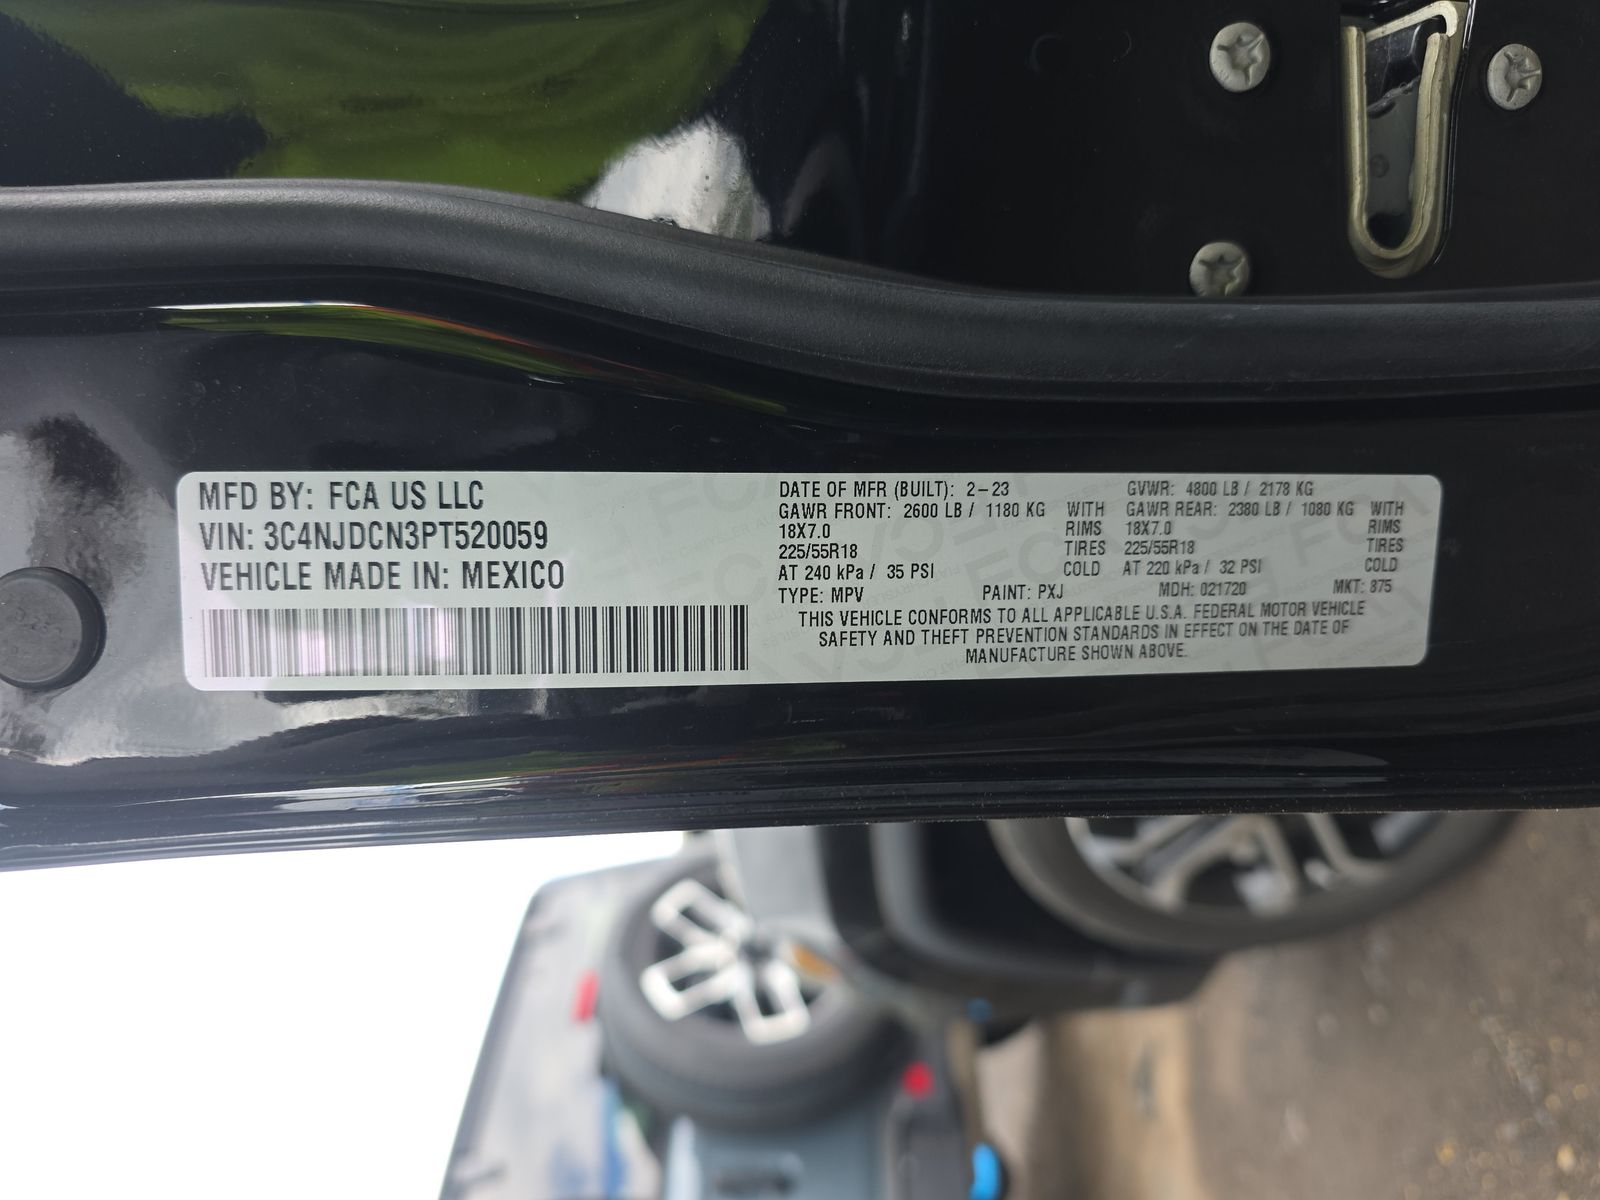 MFD BY: FCA US LLC
VIN: 3C4NJDCN3PT520059
VEHICLE MADE IN: MEXICO
DATE OF MFR (BUILT): 2-23 GVWR: 4800 LB / 2178 KG
GAWR FRONT: 2600 LB / 1180 KG WITH GAWR REAR: 2380 LB / 1080 KG WITH
18X7.0 RIMS 18X7.0 RIMS
225/55R18 TIRES 225/55R18 TIRES
AT 240 kPa / 35 PSI COLD AT 220 kPa / 32 PSI COLD
TYPE: MPV PAINT: PXJ MDH: 021720 MKT: 875
THIS VEHICLE CONFORMS TO ALL APPLICABLE U.S.A. FEDERAL MOTOR VEHICLE
SAFETY AND THEFT PREVENTION STANDARDS IN EFFECT ON THE DATE OF
MANUFACTURE SHOWN ABOVE.